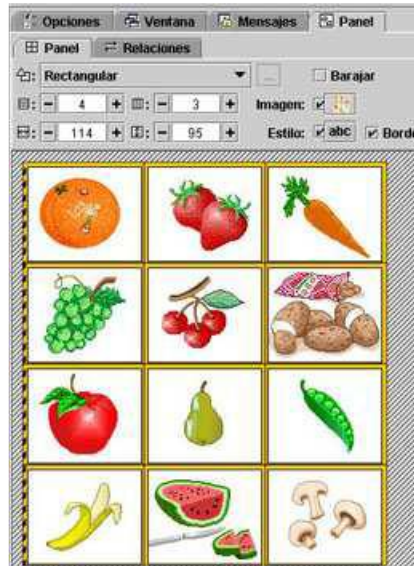 Opciones Ventana Mensajes Panel
Panel Relaciones
Rectangular ... Barajar
4 3 Imagen:
114 95 Estilo: abc Borde